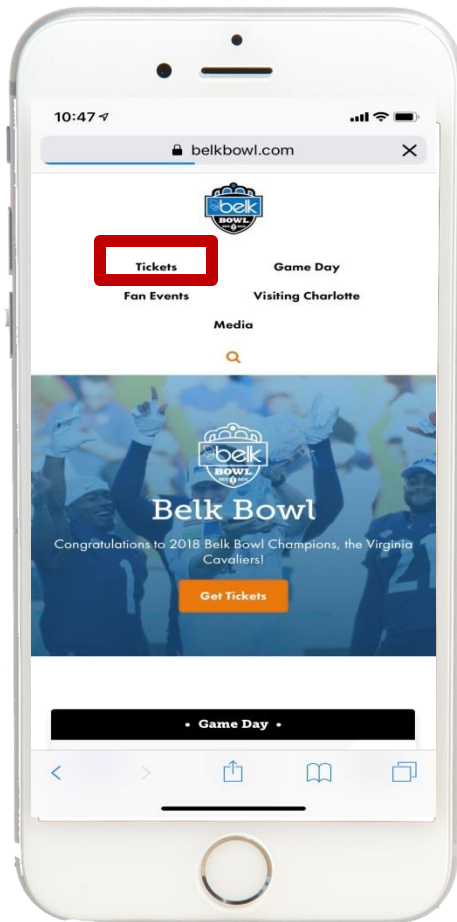 10:47
belkbowl.com
belk
BOWL
Tickets Game Day
Fan Events Visiting Charlotte
Media
belk
BOWL
Belk Bowl
Congratulations to 2018 Belk Bowl Champions, the Virginia
Cavaliers!
Get Tickets
• Game Day •